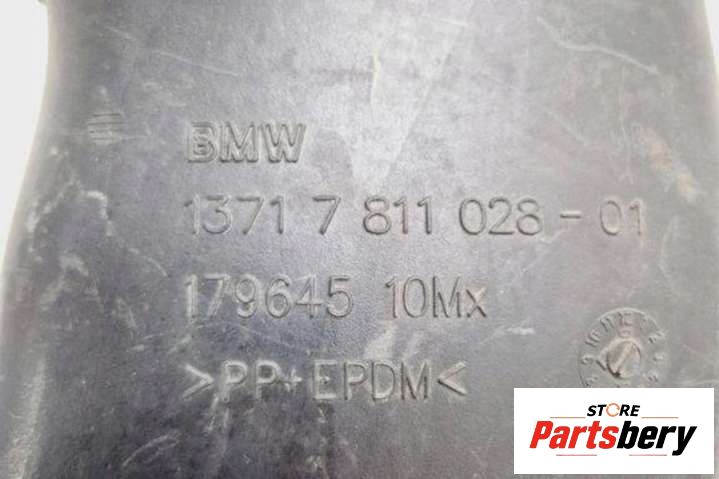 BMW
1371 7 811 028-01
179645 10Mx
>PP+EPDM<
STORE
Partsbery